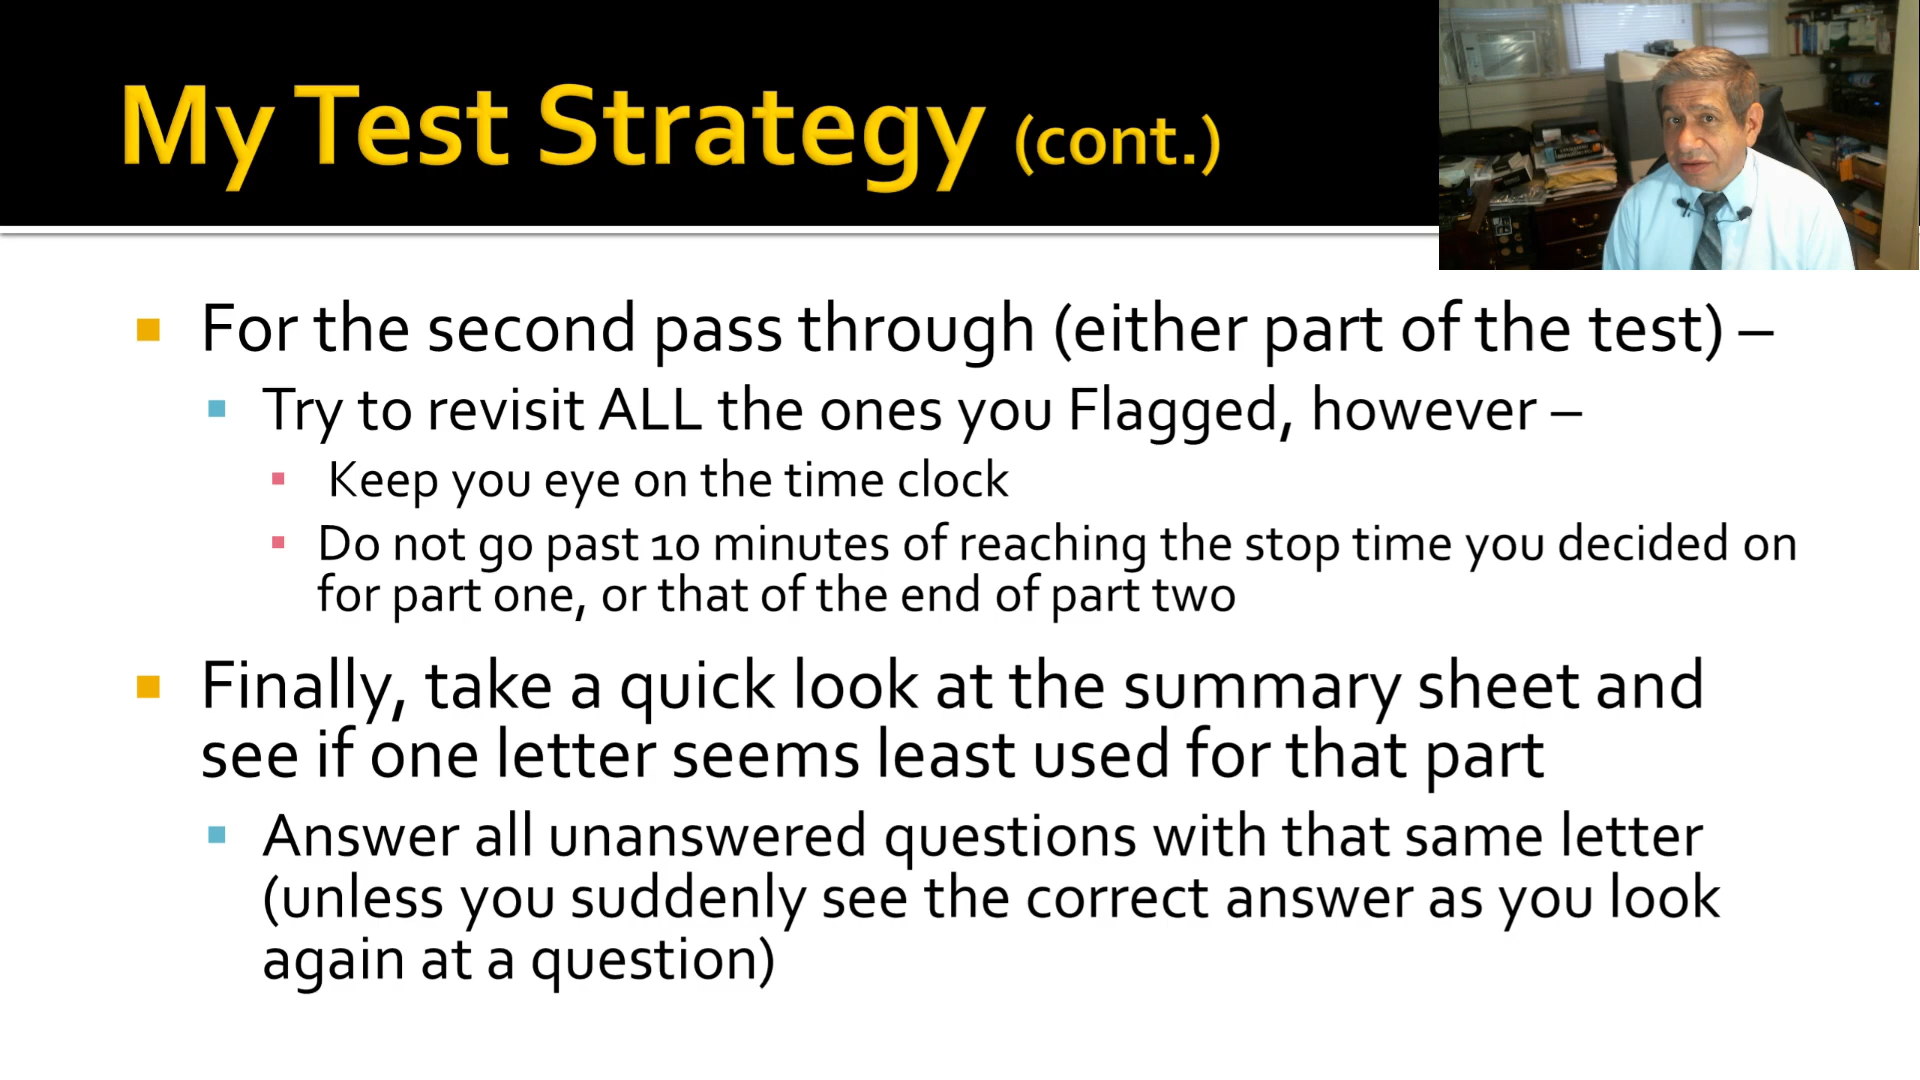 My Test Strategy (cont.)
For the second pass through (either part of the test) –
Try to revisit ALL the ones you Flagged, however –
Keep you eye on the time clock
Do not go past 10 minutes of reaching the stop time you decided on
for part one, or that of the end of part two
Finally, take a quick look at the summary sheet and
see if one letter seems least used for that part
Answer all unanswered questions with that same letter
(unless you suddenly see the correct answer as you look
again at a question)